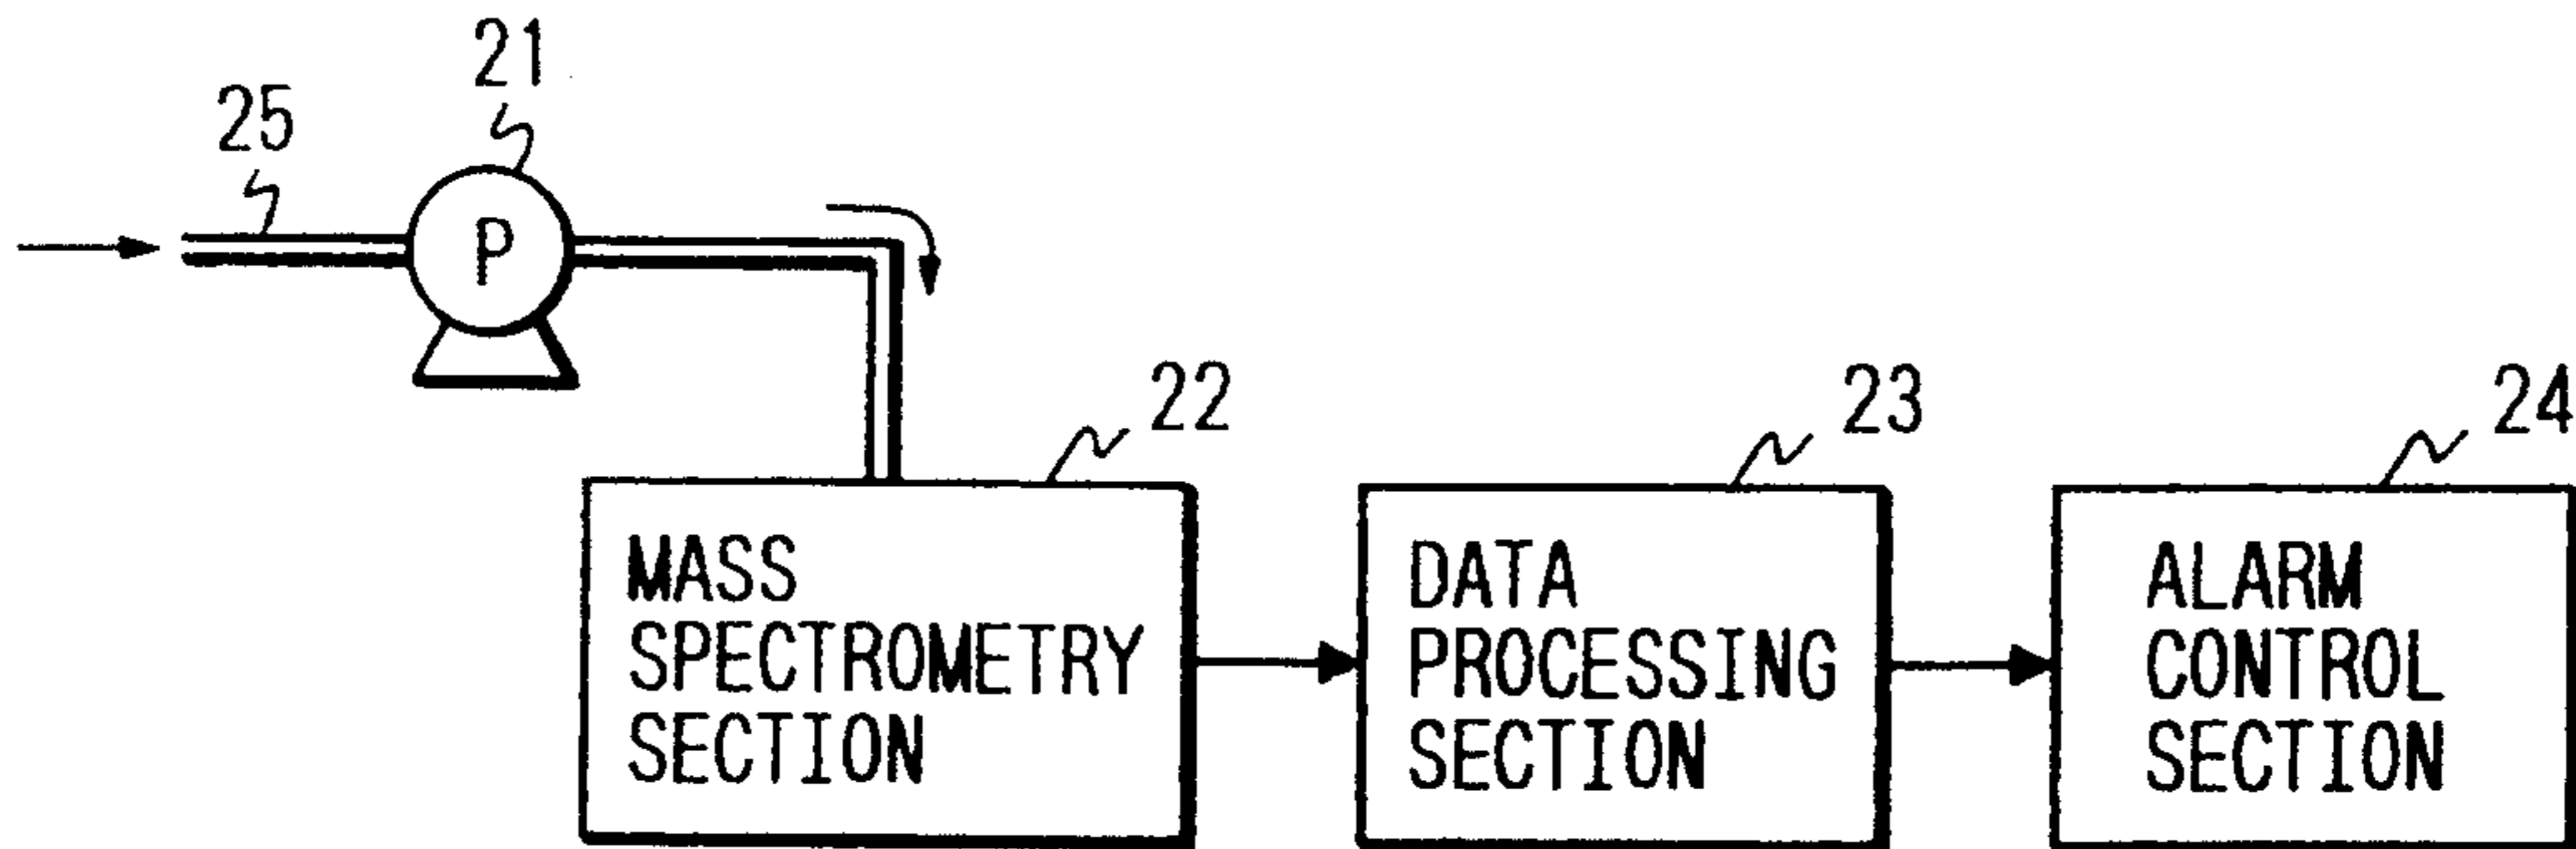 21
25
P
22
23
24
MASS
SPECTROMETRY
SECTION
DATA
PROCESSING
SECTION
ALARM
CONTROL
SECTION